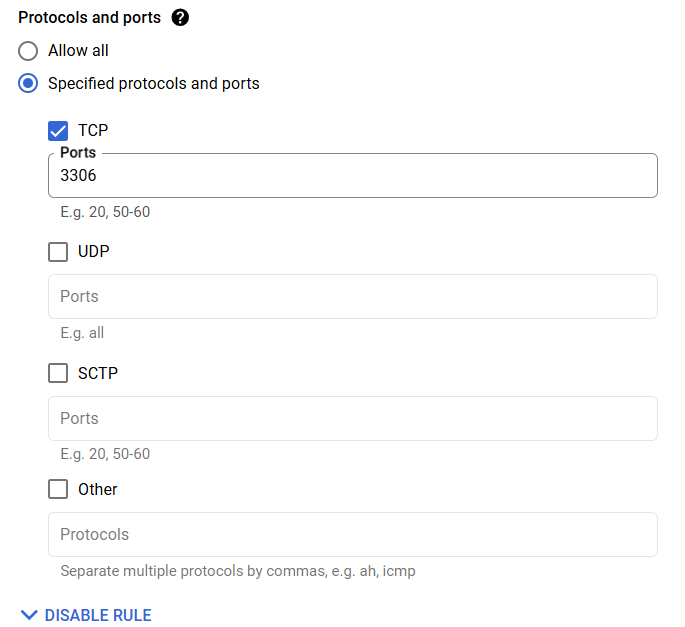 Protocols and ports ?
Allow all
Specified protocols and ports
TCP
Ports
3306
E.g. 20, 50-60
UDP
Ports
E.g. all
SCTP
Ports
E.g. 20, 50-60
Other
Protocols
Separate multiple protocols by commas, e.g. ah, icmp
DISABLE RULE